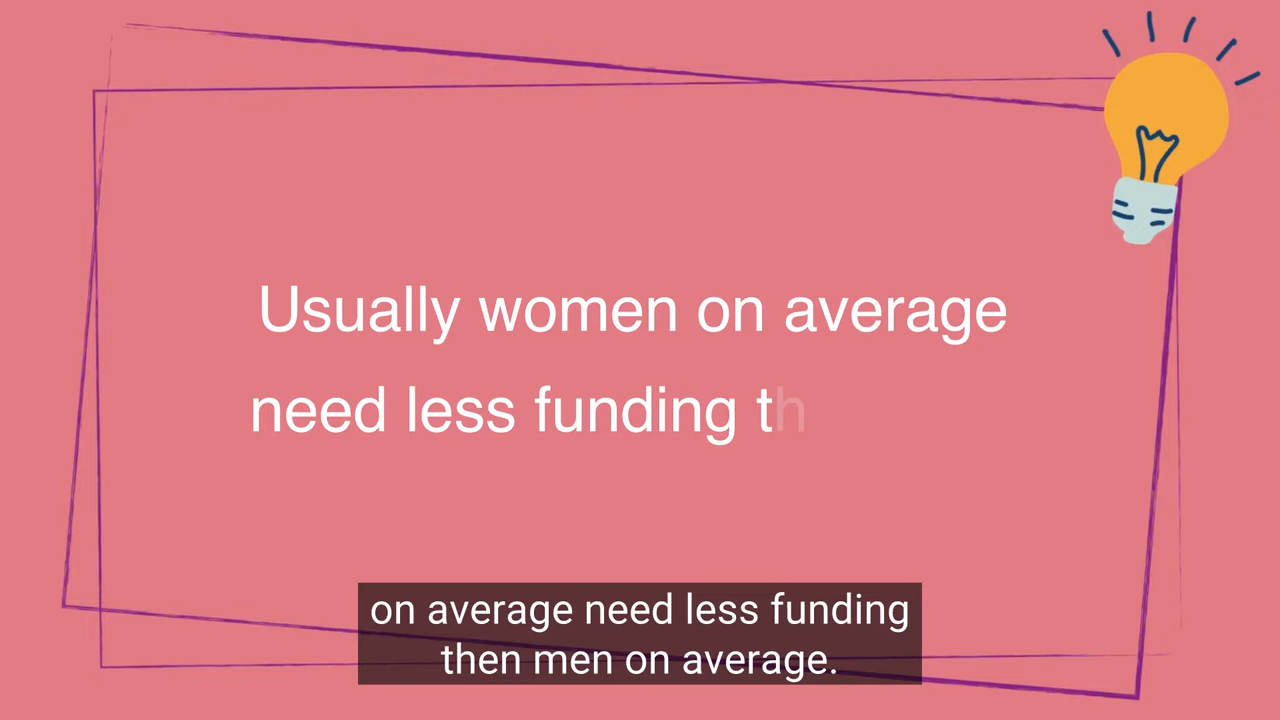 Usually women on average
need less funding th
on average need less funding
then men on average.